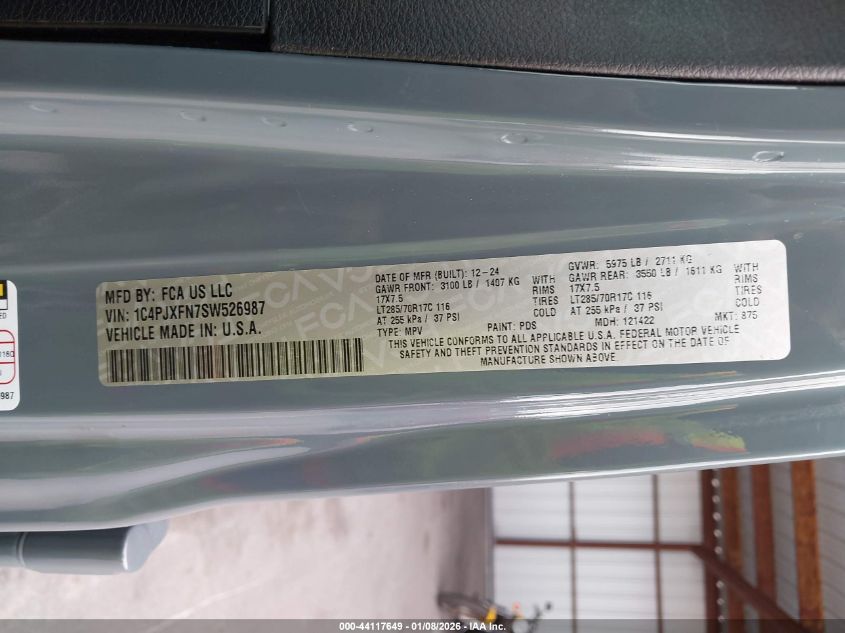 MFD BY: FCA US LLC
VIN: 1C4PJXFN7SW526987
VEHICLE MADE IN U.S.A.
DATE OF MFR (BUILT): 12-24
GAWR FRONT: 3100 LB / 1407 KG WITH
17X7.5 RIMS
LT285/70R17C 116 TIRES
AT 255 kPa / 37 PSI COLD
TYPE: MPV PAINT: PDS
GVWR: 5975 LB / 2711 KG
GAWR REAR: 3550 LB / 1611 KG WITH
17X7.5 RIMS
LT285/70R17C 116 TIRES
AT 255 kPa / 37 PSI COLD
MDH: 121422 MKT: 875
THIS VEHICLE CONFORMS TO ALL APPLICABLE U.S.A. FEDERAL MOTOR VEHICLE
SAFETY AND THEFT PREVENTION STANDARDS IN EFFECT ON THE DATE OF
MANUFACTURE SHOWN ABOVE.
987
© COPYRIGHT
000 -- 44117649 -- 01/08/2026 -- IAA Inc.